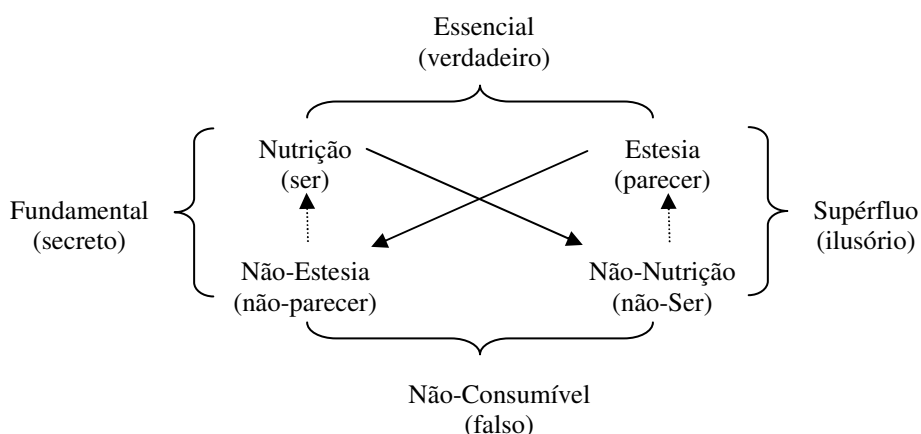 Essencial
(verdadeiro)
Nutrição
(ser)
Estesia
(parecer)
Fundamental
(secreto)
Supérfluo
(ilusório)
Não-Estesia
(não-parecer)
Não-Nutrição
(não-Ser)
Não-Consumível
(falso)